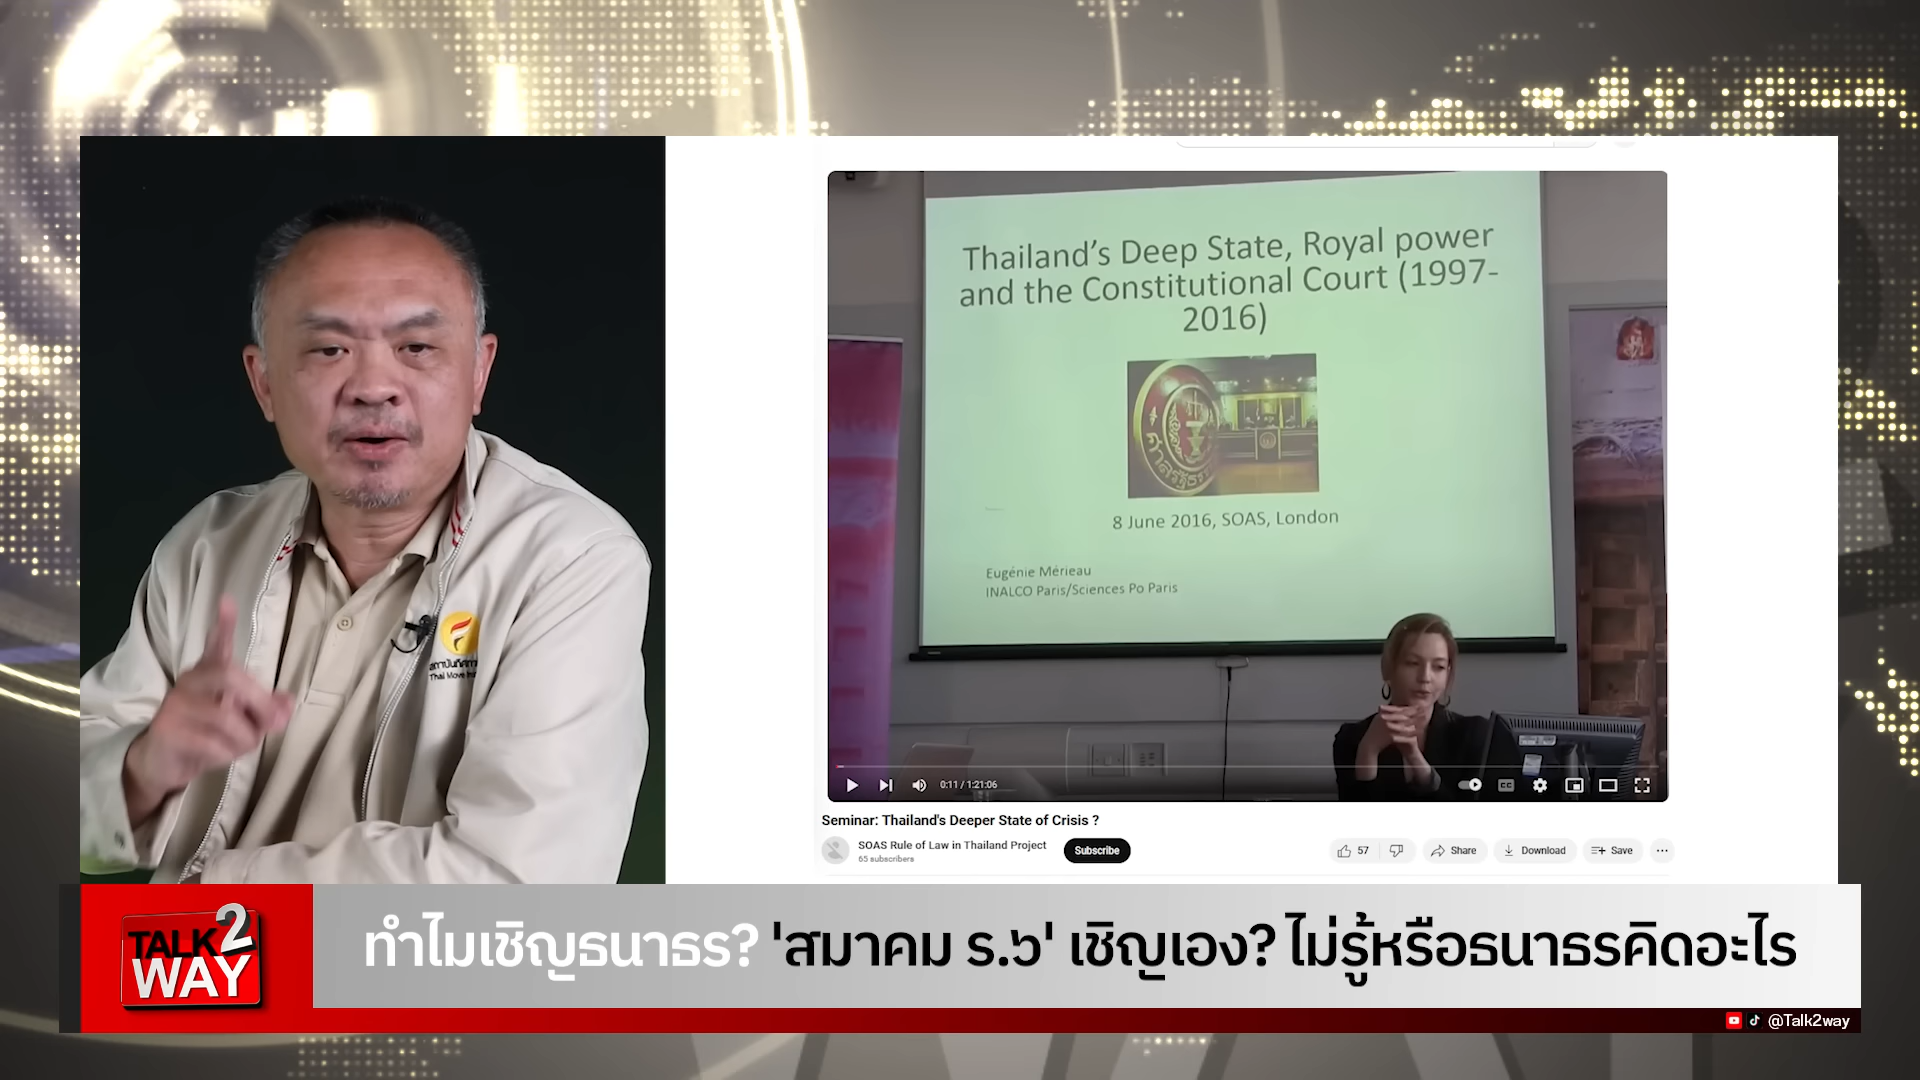 Thailand's Deep State, Royal power
and the Constitutional Court (1997-
2016)
8 June 2016, SOAS, London
Eugénie Mérieau
INALCO Paris/Sciences Po Paris
Thai Move
0:11 / 1:21:06
Seminar: Thailand's Deeper State of Crisis ?
SOAS Rule of Law in Thailand Project
65 subscribers
Subscribe
57
Share
Download
Save
TALK 2
WAY
ทำไมเชิญธนาธร? 'สมาคม ร.๖' เชิญเอง? ไม่รู้หรือธนาธรคิดอะไร
@Talk2way